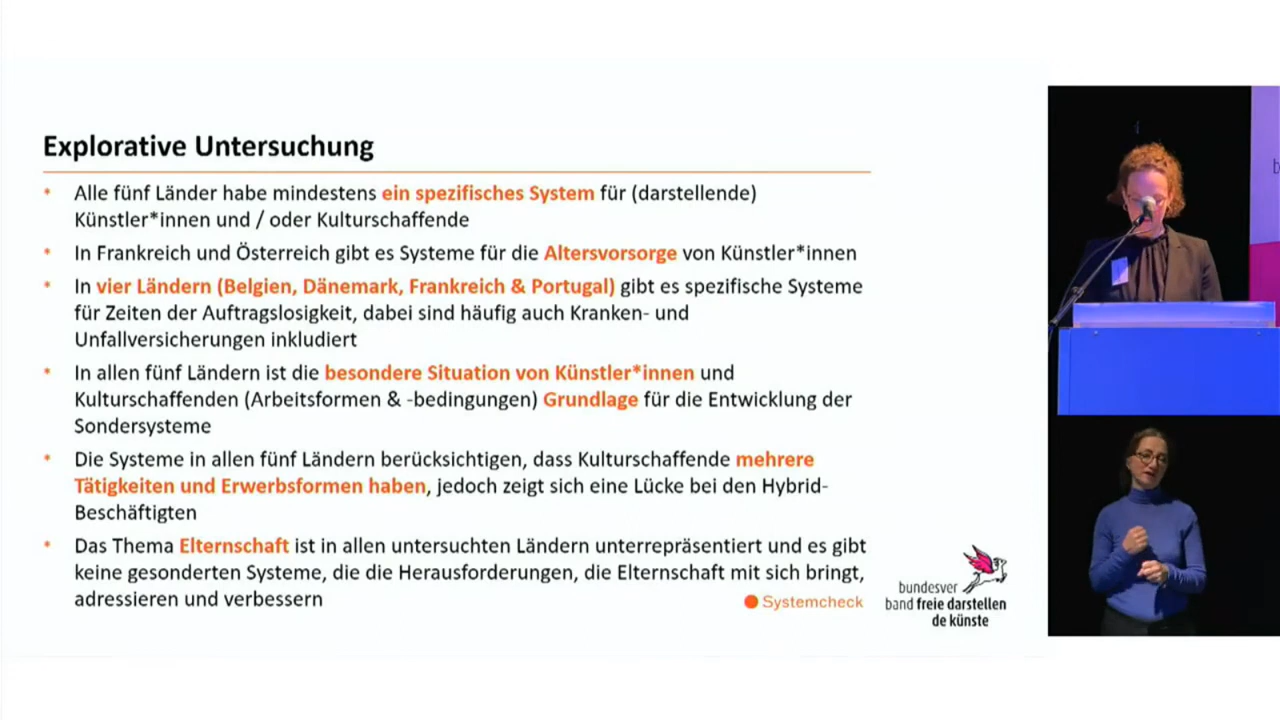 Explorative Untersuchung
* Alle fünf Länder habe mindestens ein spezifisches System für (darstellende)
Künstler*innen und / oder Kulturschaffende
* In Frankreich und Österreich gibt es Systeme für die Altersvorsorge von Künstler*innen
* In vier Ländern (Belgien, Dänemark, Frankreich & Portugal) gibt es spezifische Systeme
für Zeiten der Auftragslosigkeit, dabei sind häufig auch Kranken- und
Unfallversicherungen inkludiert
* In allen fünf Ländern ist die besondere Situation von Künstler*innen und
Kulturschaffenden (Arbeitsformen & -bedingungen) Grundlage für die Entwicklung der
Sondersysteme
* Die Systeme in allen fünf Ländern berücksichtigen, dass Kulturschaffende mehrere
Tätigkeiten und Erwerbsformen haben, jedoch zeigt sich eine Lücke bei den Hybrid-
Beschäftigten
* Das Thema Elternschaft ist in allen untersuchten Ländern unterrepräsentiert und es gibt
keine gesonderten Systeme, die die Herausforderungen, die Elternschaft mit sich bringt,
adressieren und verbessern
Systemcheck
bundesver
band freie darstellen
de künste